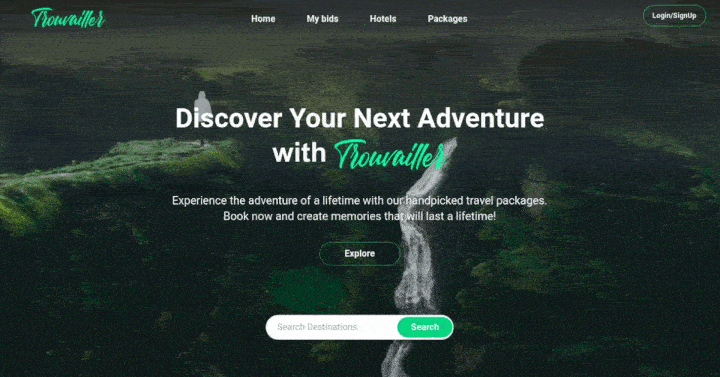 Trouvailler
Home
My bids
Hotels
Packages
Login/SignUp
Discover Your Next Adventure
with Trouvailler
Experience the adventure of a lifetime with our handpicked travel packages.
Book now and create memories that will last a lifetime!
Explore
Search Destinations.
Search